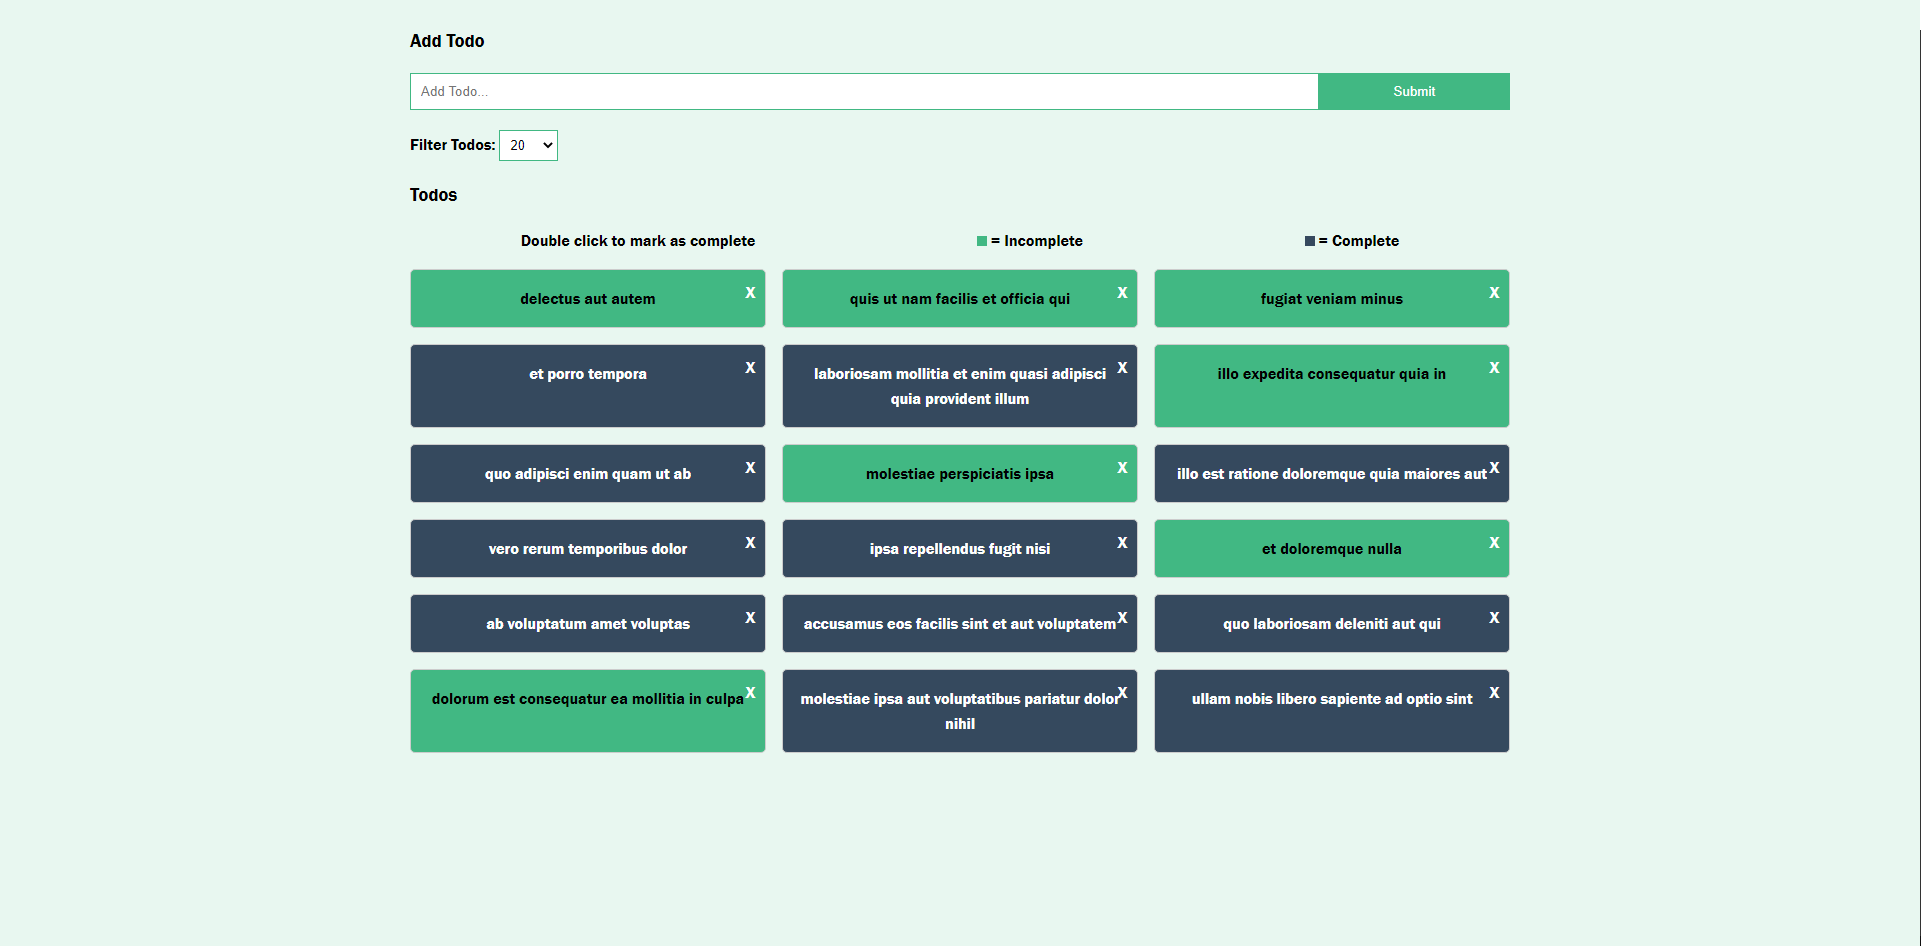 Add Todo
Add Todo...
Submit
Filter Todos: 20
Todos
Double click to mark as complete
= Incomplete
= Complete
delectus aut autem
X
quis ut nam facilis et officia qui
X
fugiat veniam minus
X
et porro tempora
X
laboriosam mollitia et enim quasi adipisci
quia provident illum
X
illo expedita consequatur quia in
X
quo adipisci enim quam ut ab
X
molestiae perspiciatis ipsa
X
illo est ratione doloremque quia maiores aut
X
vero rerum temporibus dolor
X
ipsa repellendus fugit nisi
X
et doloremque nulla
X
ab voluptatum amet voluptas
X
accusamus eos facilis sint et aut voluptatem
X
quo laboriosam deleniti aut qui
X
dolorum est consequatur ea mollitia in culpa
X
molestiae ipsa aut voluptatibus pariatur dolor
nihil
X
ullam nobis libero sapiente ad optio sint
X